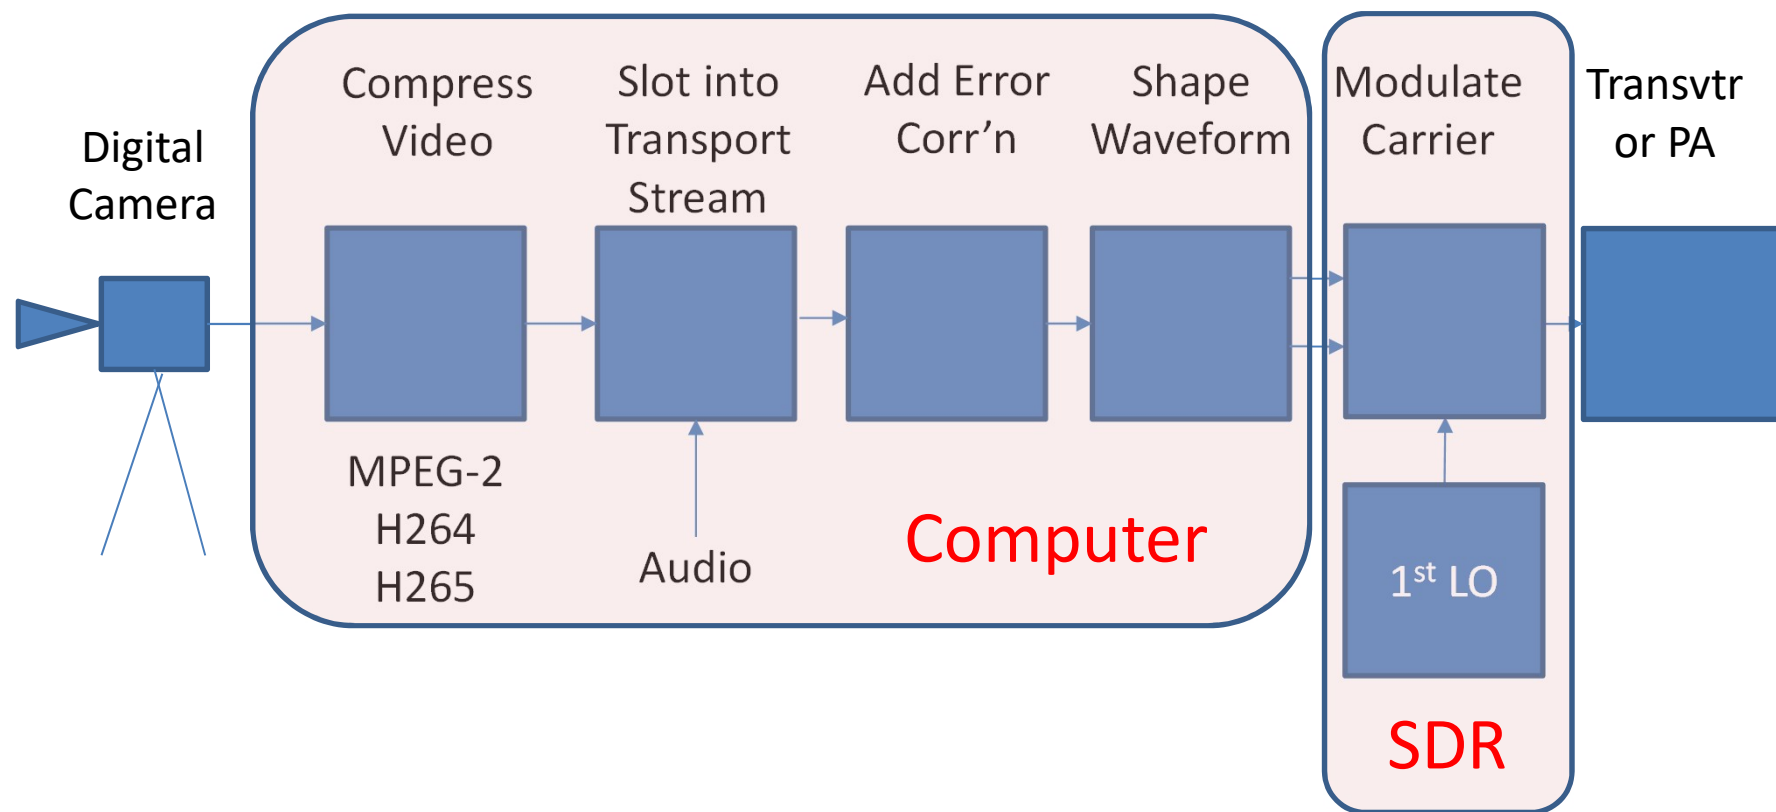 Digital
Camera
Compress
Video
Slot into
Transport
Stream
Add Error
Corr’n
Shape
Waveform
Modulate
Carrier
Transvtr
or PA
MPEG-2
H264
H265
Audio
Computer
1st LO
SDR